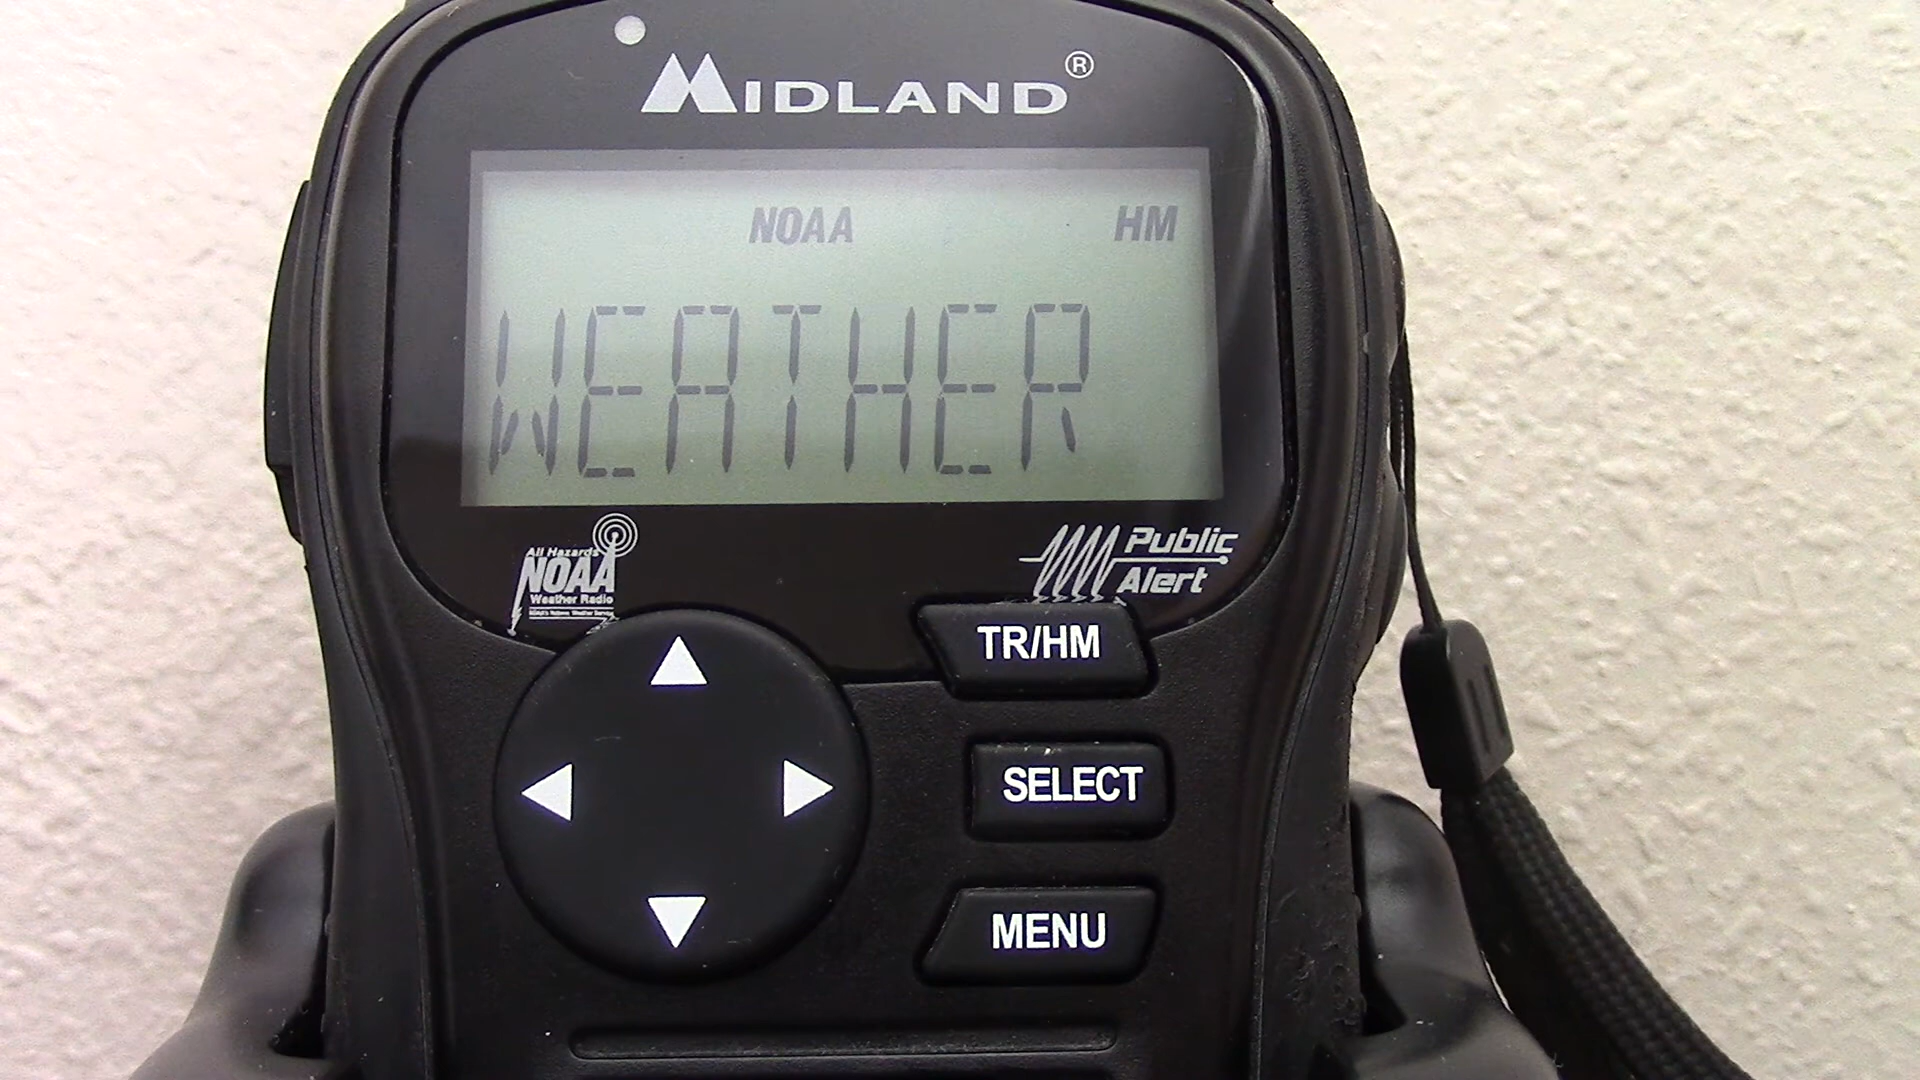 MIDLAND®
NOAA HM
WEATHER
All Hazards
NOAA
Weather Radio
Public
Alert
TR/HM
SELECT
MENU